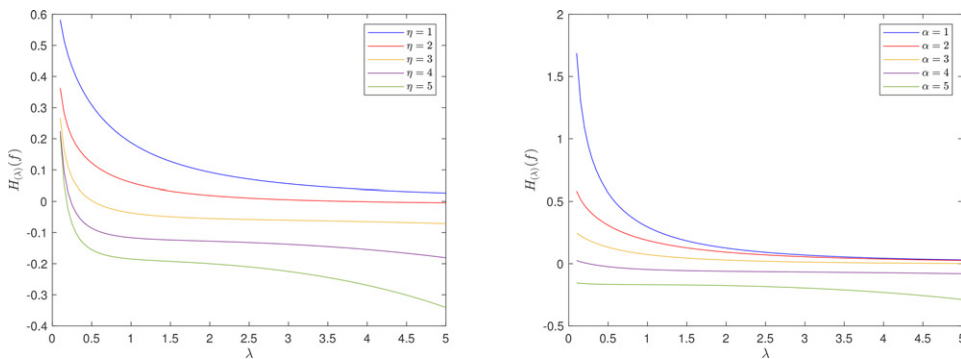 0.6
0.5
0.4
0.3
0.2
0.1
0
-0.1
-0.2
-0.3
-0.4
H(λ)(f)
0 0.5 1 1.5 2 2.5 3 3.5 4 4.5 5
λ
η = 1
η = 2
η = 3
η = 4
η = 5
2
1.5
1
0.5
0
-0.5
H(λ)(f)
0 0.5 1 1.5 2 2.5 3 3.5 4 4.5 5
λ
α = 1
α = 2
α = 3
α = 4
α = 5